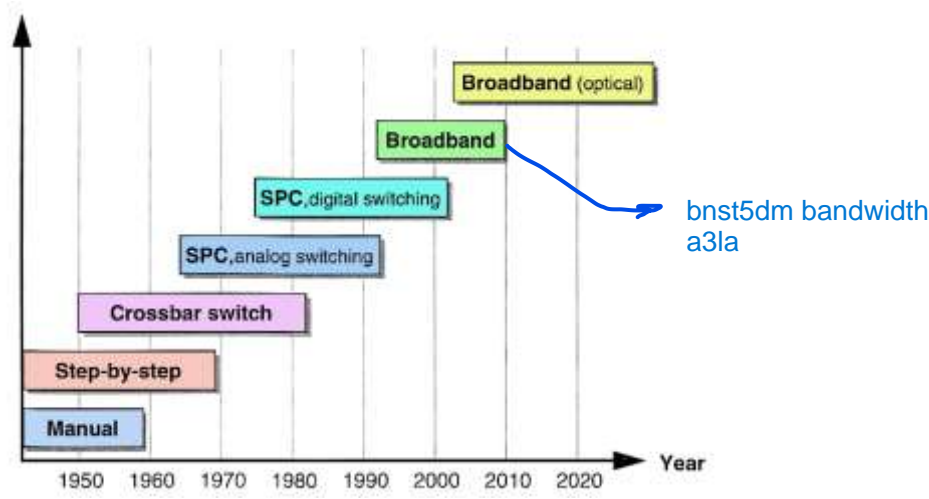 Broadband (optical)
Broadband
SPC,digital switching
bnst5dm bandwidth
a3la
SPC,analog switching
Crossbar switch
Step-by-step
Manual
Year
1950 1960 1970 1980 1990 2000 2010 2020